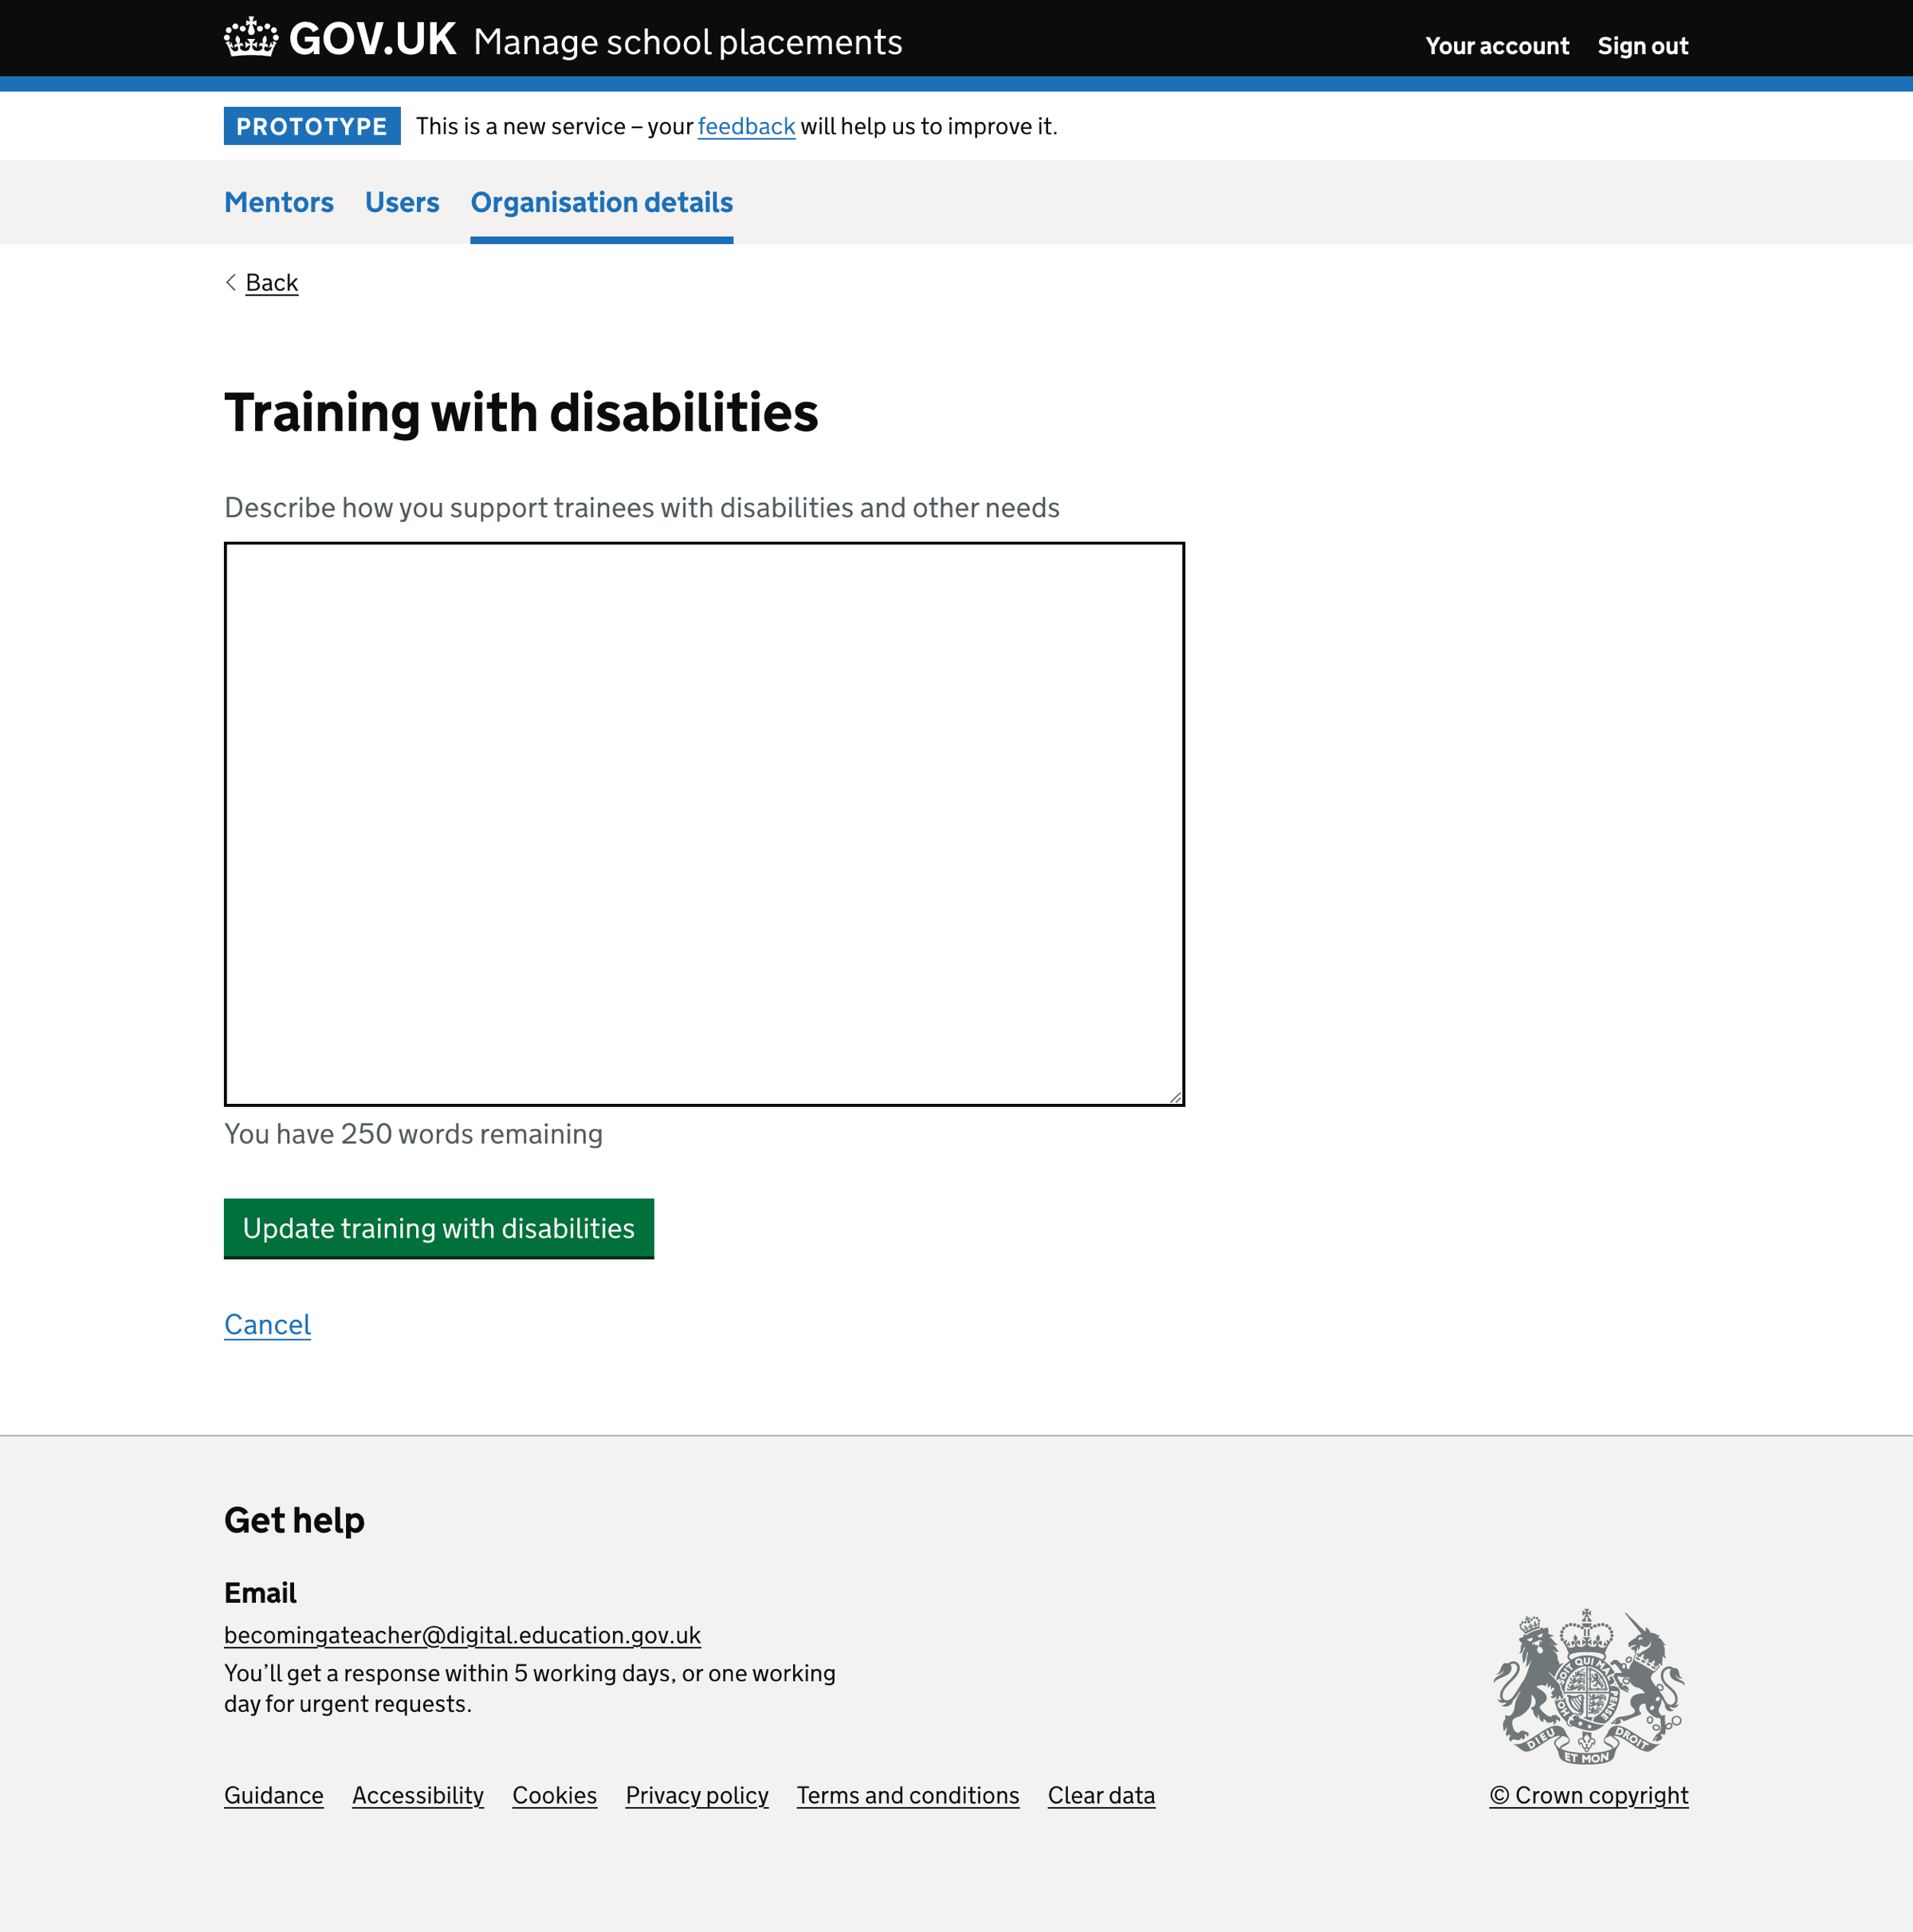 GOV.UK Manage school placements
Your account Sign out
PROTOTYPE This is a new service – your feedback will help us to improve it.
Mentors Users Organisation details
Back
Training with disabilities
Describe how you support trainees with disabilities and other needs
You have 250 words remaining
Update training with disabilities
Cancel
Get help
Email
becomingateacher@digital.education.gov.uk
You’ll get a response within 5 working days, or one working
day for urgent requests.
DIEU ET MON DROIT
Guidance Accessibility Cookies Privacy policy Terms and conditions Clear data
© Crown copyright